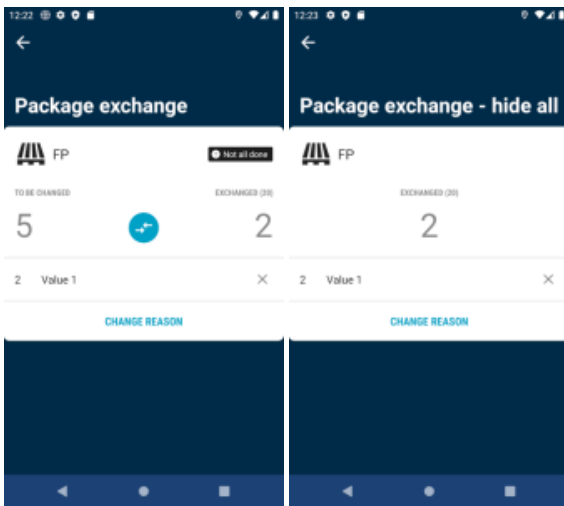 12:22
Package exchange
FP
Not all done
TO BE CHANGED
EXCHANGED (20)
5
2
2 Value 1
CHANGE REASON
12:23
Package exchange - hide all
FP
EXCHANGED (20)
2
2 Value 1
CHANGE REASON